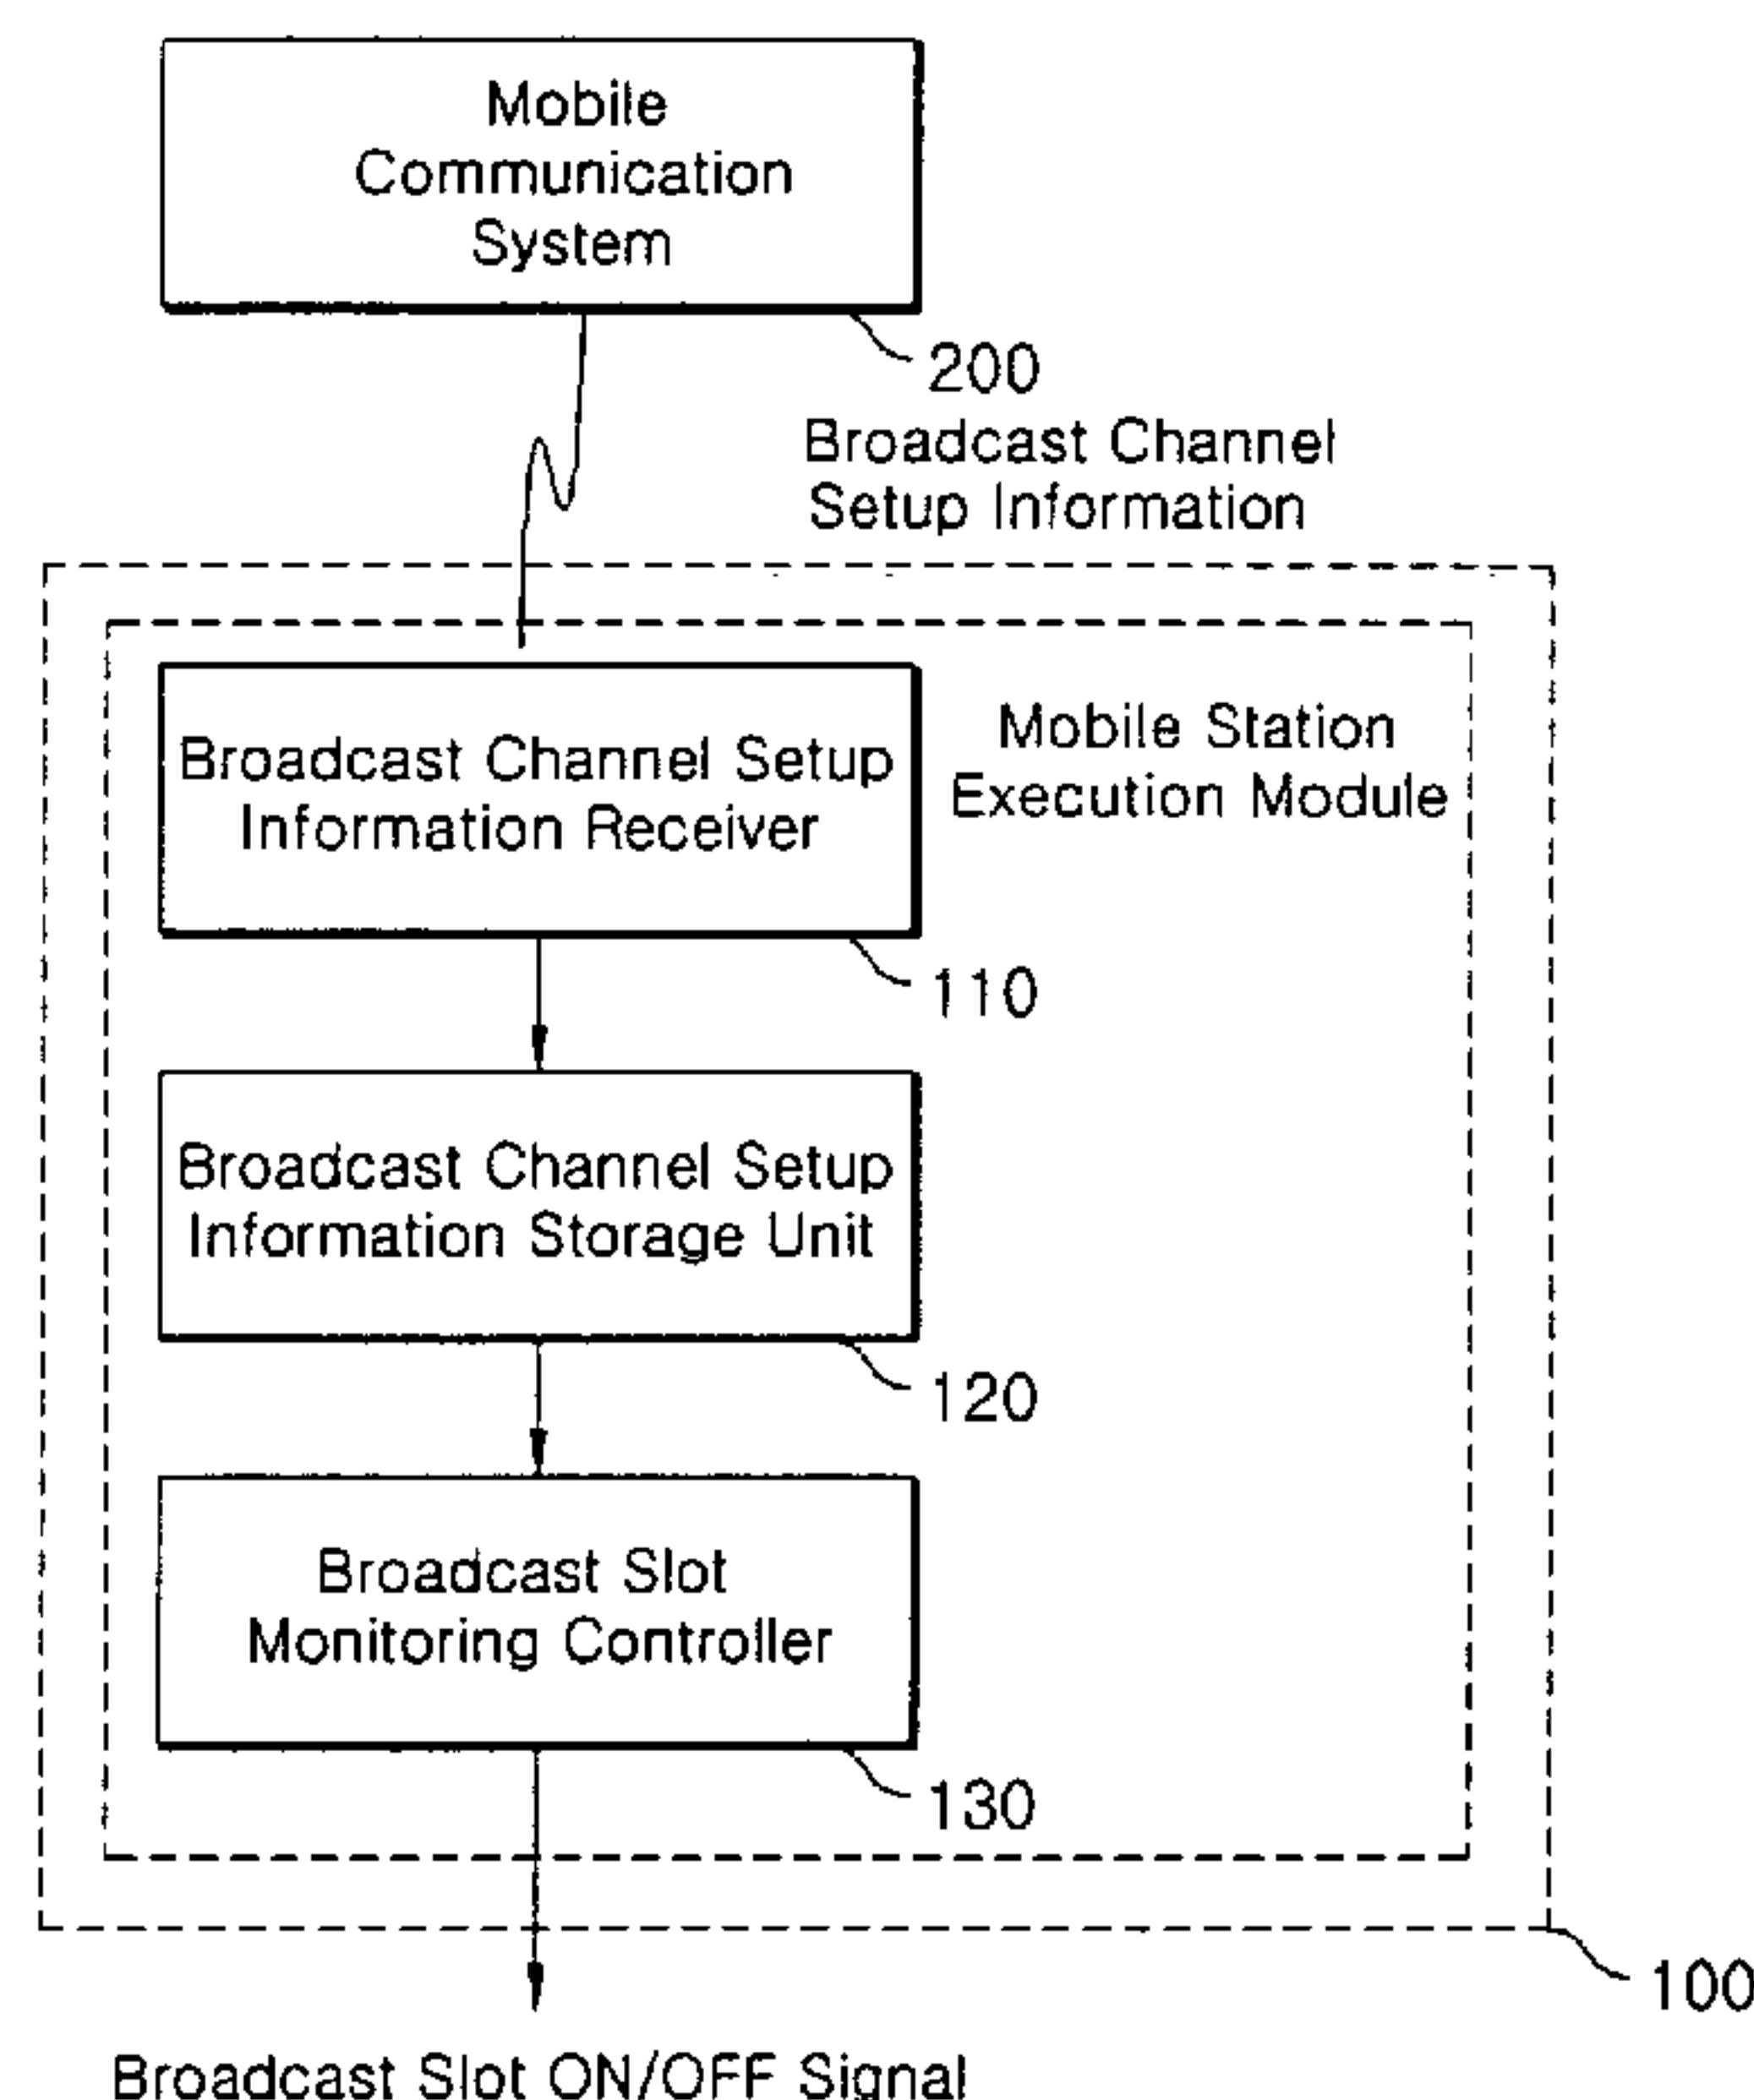 Mobile
Communication
System
200
Broadcast Channel
Setup Information
Mobile Station
Execution Module
Broadcast Channel Setup
Information Receiver
110
Broadcast Channel Setup
Information Storage Unit
120
Broadcast Slot
Monitoring Controller
130
100
Broadcast Slot ON/OFF Signal